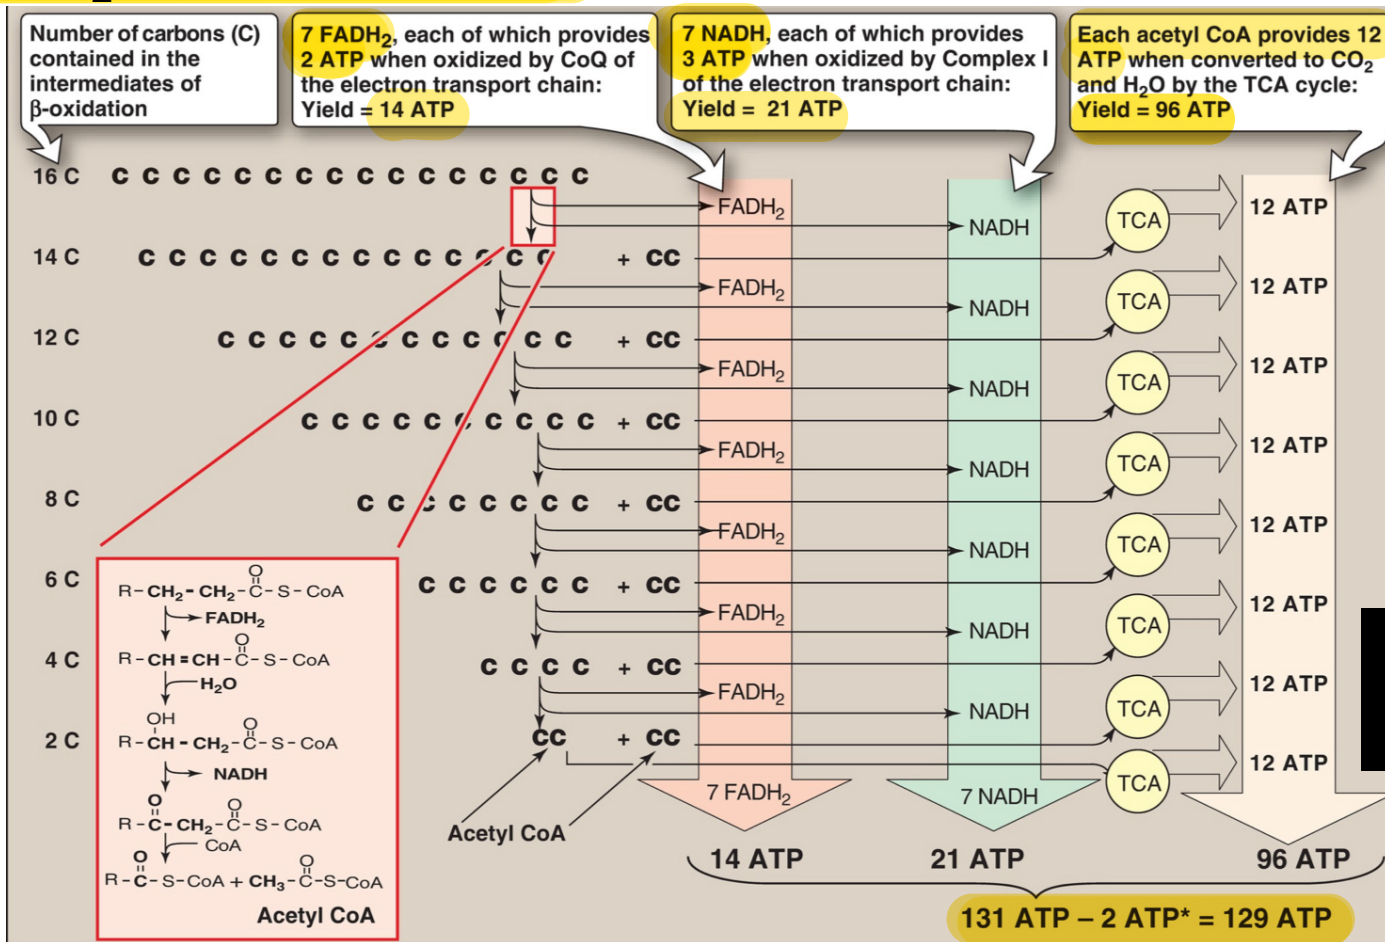 Number of carbons (C)
contained in the
intermediates of
β-oxidation
7 FADH₂, each of which provides
2 ATP when oxidized by CoQ of
the electron transport chain:
Yield = 14 ATP
7 NADH, each of which provides
3 ATP when oxidized by Complex I
of the electron transport chain:
Yield = 21 ATP
Each acetyl CoA provides 12
ATP when converted to CO₂
and H₂O by the TCA cycle:
Yield = 96 ATP
16 C C C C C C C C C C C C C C C C C
FADH₂ NADH TCA 12 ATP
14 C C C C C C C C C C C C C C C + CC
FADH₂ NADH TCA 12 ATP
12 C C C C C C C C C C C C C + CC
FADH₂ NADH TCA 12 ATP
10 C C C C C C C C C C C + CC
FADH₂ NADH TCA 12 ATP
8 C C C C C C C C C + CC
FADH₂ NADH TCA 12 ATP
6 C C C C C C C + CC
FADH₂ NADH TCA 12 ATP
4 C C C C C + CC
FADH₂ NADH TCA 12 ATP
2 C CC + CC
TCA 12 ATP
7 FADH₂ 7 NADH
Acetyl CoA
14 ATP 21 ATP 96 ATP
131 ATP – 2 ATP* = 129 ATP
O
R–CH₂–CH₂–C–S–CoA
FADH₂
O
R–CH=CH–C–S–CoA
H₂O
OH O
R–CH–CH₂–C–S–CoA
NADH
O O
R–C–CH₂–C–S–CoA
CoA
O O
R–C–S–CoA + CH₃–C–S–CoA
Acetyl CoA